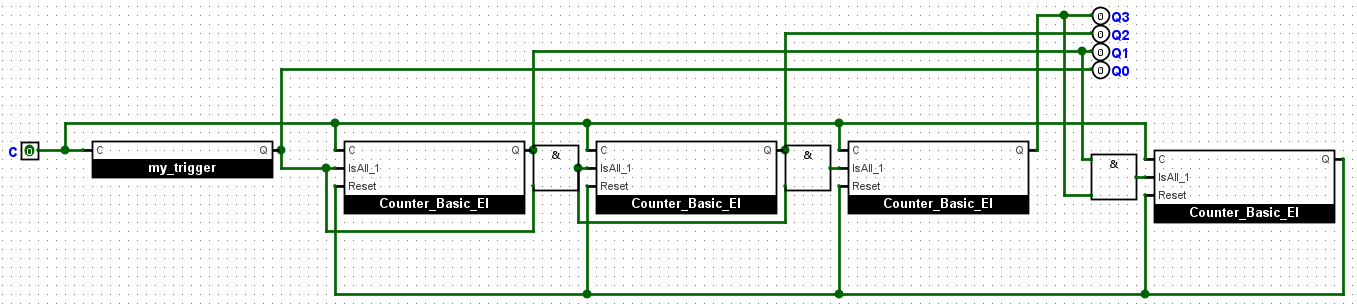 0 Q3
0 Q2
0 Q1
0 Q0
C 0
C Q
my_trigger
C Q
IsAll_1
Reset
Counter_Basic_El
&
C Q
IsAll_1
Reset
Counter_Basic_El
&
C Q
IsAll_1
Reset
Counter_Basic_El
&
C Q
IsAll_1
Reset
Counter_Basic_El